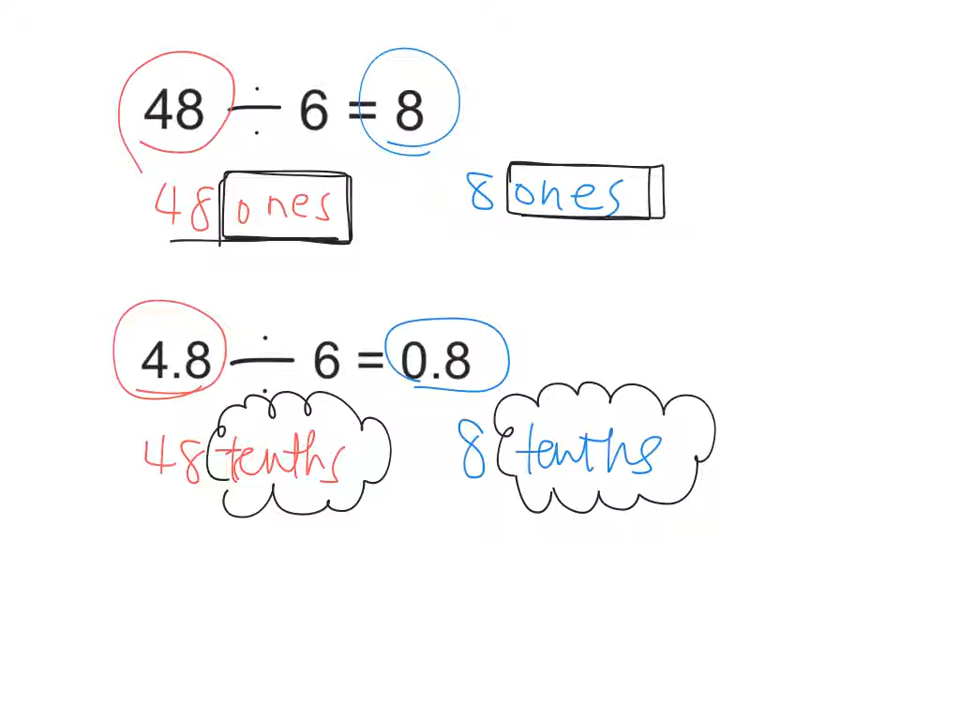 48 ÷ 6 = 8
48 ones 8 ones
4.8 ÷ 6 = 0.8
48 tenths 8 tenths